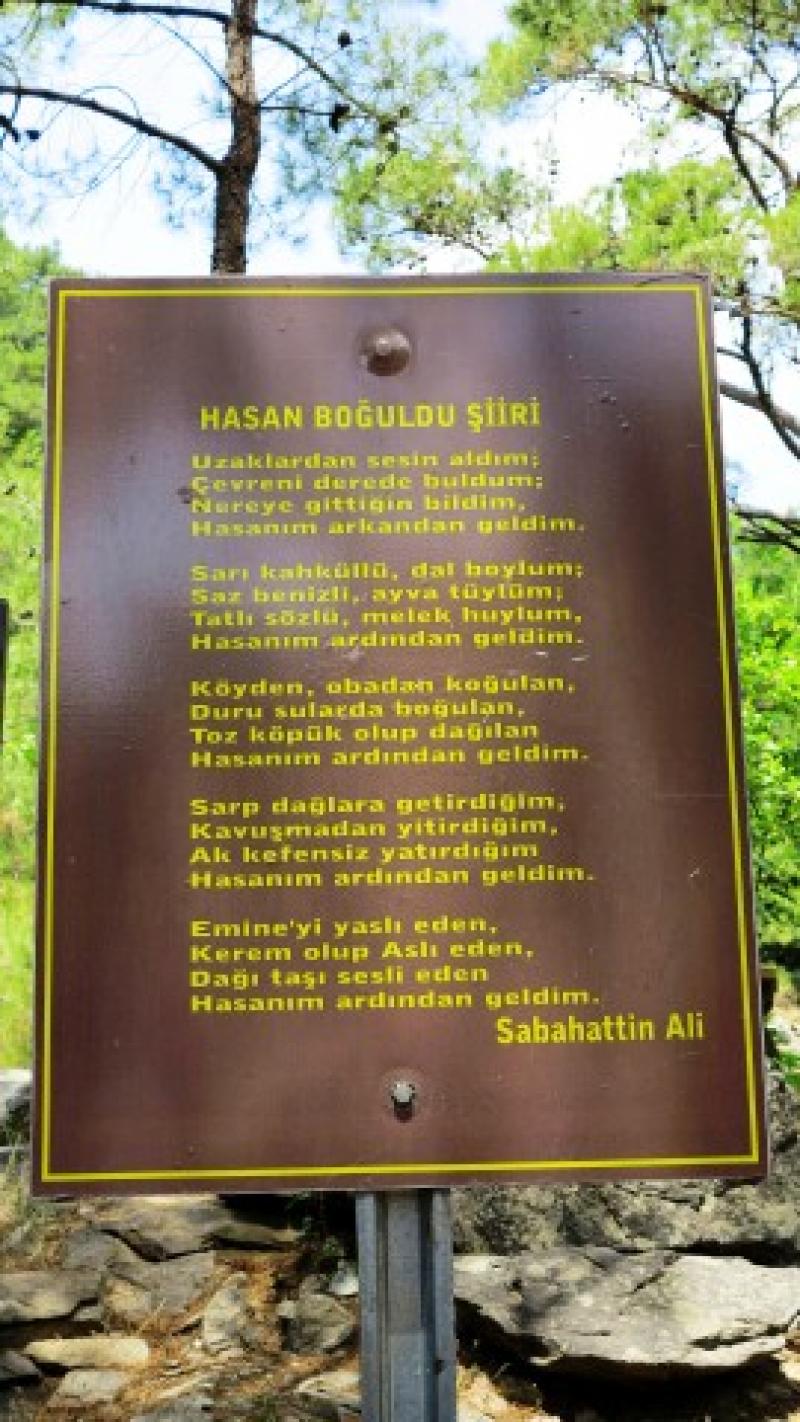 HASAN BOĞULDU ŞİİRİ
Uzaklardan sesin aldım;
Çevreni derede buldum;
Nereye gittiğin bildim,
Hasanım arkandan geldim.
Sarı kahküllü, dal boylum;
Saz benizli, ayva tüylüm;
Tatlı sözlü, melek huylum,
Hasanım ardından geldim.
Köyden, obadan koğulan,
Duru sularda boğulan,
Toz köpük olup dağılan
Hasanım ardından geldim.
Sarp dağlara getirdiğim;
Kavuşmadan yitirdiğim,
Ak kefensiz yatırdığım
Hasanım ardından geldim.
Emine'yi yaslı eden,
Kerem olup Aslı eden,
Dağı taşı sesli eden
Hasanım ardından geldim.
Sabahattin Ali